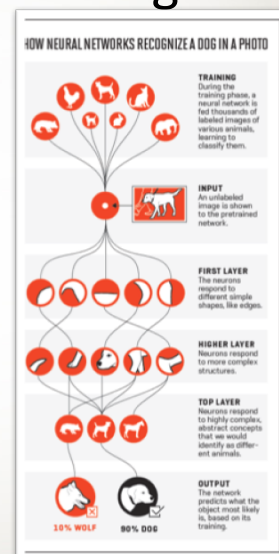 HOW NEURAL NETWORKS RECOGNIZE A DOG IN A PHOTO
TRAINING
During the
training phase, a
neural network is
fed thousands of
labeled images of
various animals,
learning to
classify them.
INPUT
An unlabeled
image is shown
to the pretrained
network.
FIRST LAYER
The neurons
respond to
different simple
shapes, like edges.
HIGHER LAYER
Neurons respond
to more complex
structures.
TOP LAYER
Neurons respond
to highly complex,
abstract concepts
that we would
identify as differ-
ent animals.
OUTPUT
The network
predicts what the
object most likely
is, based on its
training.
10% WOLF
90% DOG